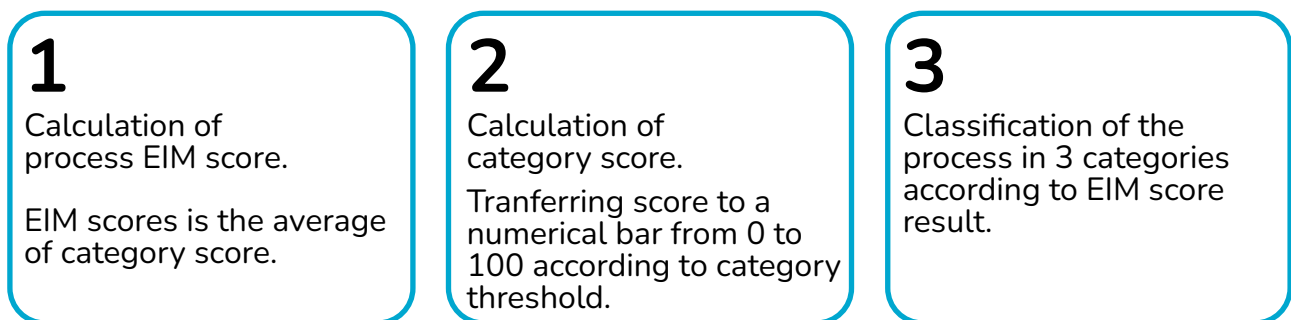 1
Calculation of
process EIM score.
EIM scores is the average
of category score.
2
Calculation of
category score.
Tranferring score to a
numerical bar from 0 to
100 according to category
threshold.
3
Classification of the
process in 3 categories
according to EIM score
result.